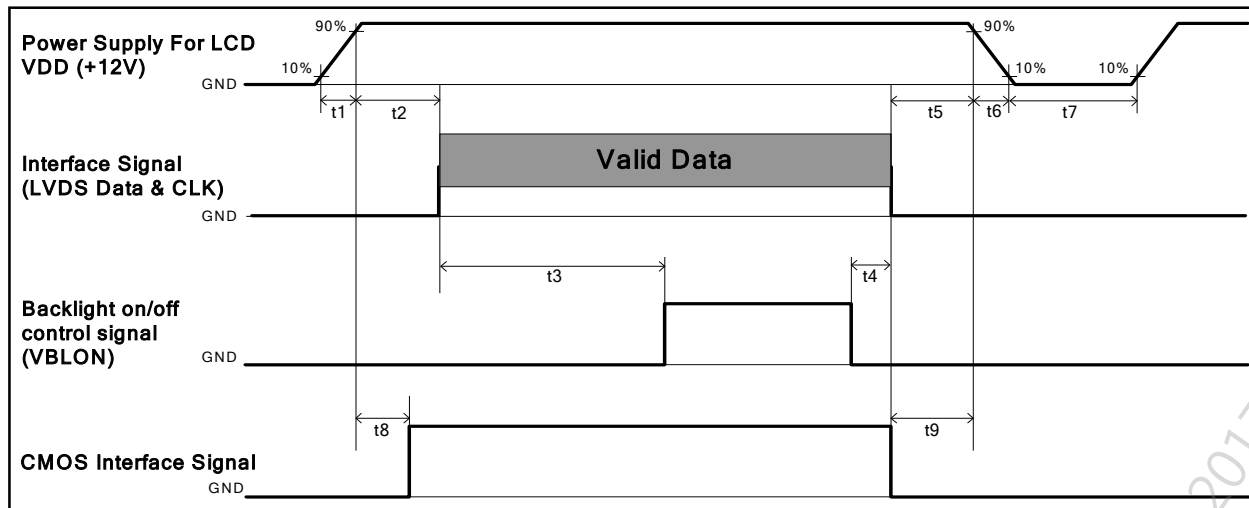 Power Supply For LCD
VDD (+12V)
90%
10%
GND
t1
t2
t5
90%
t6
10%
t7
10%
Interface Signal
(LVDS Data & CLK)
Valid Data
GND
t3
t4
Backlight on/off
control signal
(VBLON)
GND
t8
t9
CMOS Interface Signal
GND